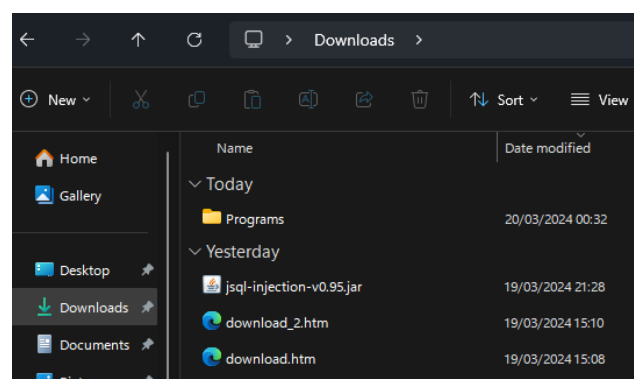 Downloads
New
Sort
View
Name
Date modified
Home
Gallery
Desktop
Downloads
Documents
Today
Programs
20/03/2024 00:32
Yesterday
jsql-injection-v0.95.jar
19/03/2024 21:28
download_2.htm
19/03/2024 15:10
download.htm
19/03/2024 15:08